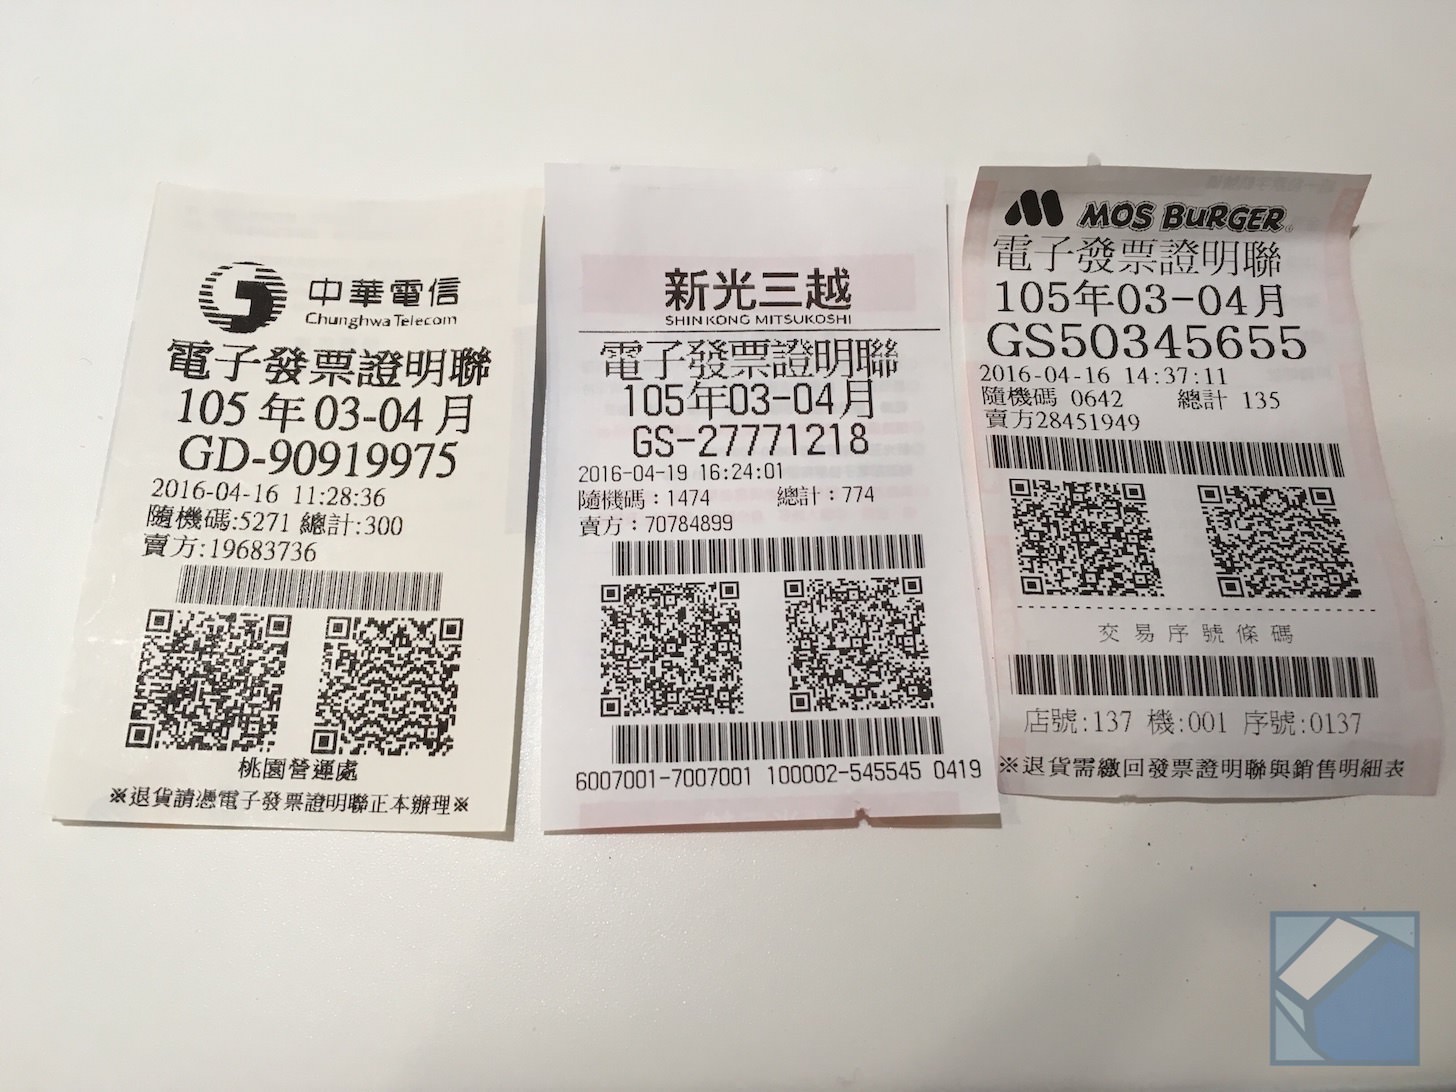 中華電信
Chunghwa Telecom
電子發票證明聯
105年03-04月
GD-90919975
2016-04-16 11:28:36
隨機碼:5271 總計:300
賣方:19683736
桃園營運處
※退貨請憑電子發票證明聯正本辦理※
新光三越
SHIN KONG MITSUKOSHI
電子發票證明聯
105年03-04月
GS-27771218
2016-04-19 16:24:01
隨機碼：1474 總計：774
賣方：70784899
6007001-7007001 100002-545545 0419
MOS BURGER
電子發票證明聯
105年03-04月
GS50345655
2016-04-16 14:37:11
隨機碼 0642 總計 135
賣方28451949
交易序號條碼
店號:137 機:001 序號:0137
※退貨需繳回發票證明聯與銷售明細表